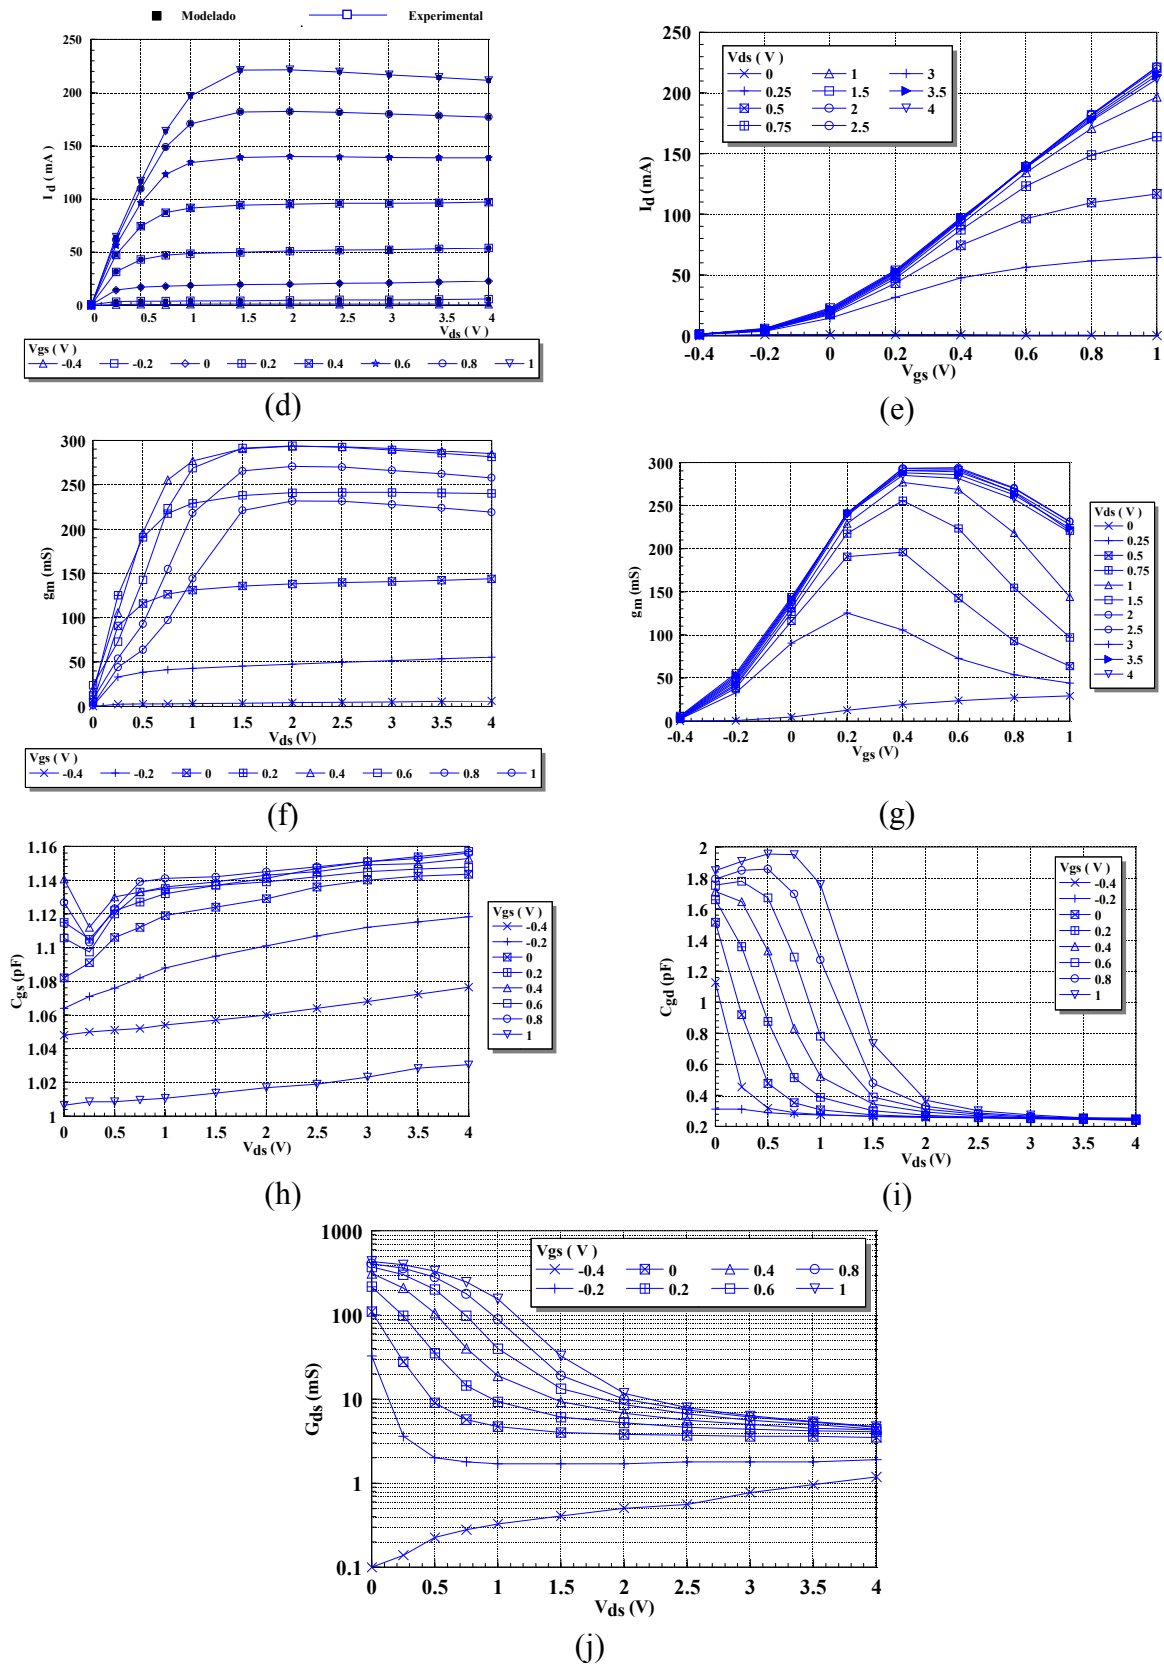 Modelado Experimental
250
200
150
100
50
0
I d ( mA )
0 0.5 1 1.5 2 2.5 3 3.5 4
Vds ( V )
Vgs ( V )
-0.4 -0.2 0 0.2 0.4 0.6 0.8 1
(d)
250
200
150
100
50
0
Id (mA)
Vds ( V )
0 1 3
0.25 1.5 3.5
0.5 2 4
0.75 2.5
-0.4 -0.2 0 0.2 0.4 0.6 0.8 1
Vgs (V)
(e)
300
250
200
150
100
50
0
gm (mS)
0 0.5 1 1.5 2 2.5 3 3.5 4
Vds (V)
Vgs ( V )
-0.4 -0.2 0 0.2 0.4 0.6 0.8 1
(f)
300
250
200
150
100
50
0
gm (mS)
-0.4 -0.2 0 0.2 0.4 0.6 0.8 1
Vgs (V)
Vds ( V )
0
0.25
0.5
0.75
1
1.5
2
2.5
3
3.5
4
(g)
1.16
1.14
1.12
1.1
1.08
1.06
1.04
1.02
1
Cgs (pF)
0 0.5 1 1.5 2 2.5 3 3.5 4
Vds (V)
Vgs ( V )
-0.4
-0.2
0
0.2
0.4
0.6
0.8
1
(h)
2
1.8
1.6
1.4
1.2
1
0.8
0.6
0.4
0.2
Cgd (pF)
0 0.5 1 1.5 2 2.5 3 3.5 4
Vds (V)
Vgs ( V )
-0.4
-0.2
0
0.2
0.4
0.6
0.8
1
(i)
1000
100
10
1
0.1
Gds (mS)
Vgs ( V )
-0.4 0 0.4 0.8
-0.2 0.2 0.6 1
0 0.5 1 1.5 2 2.5 3 3.5 4
Vds (V)
(j)